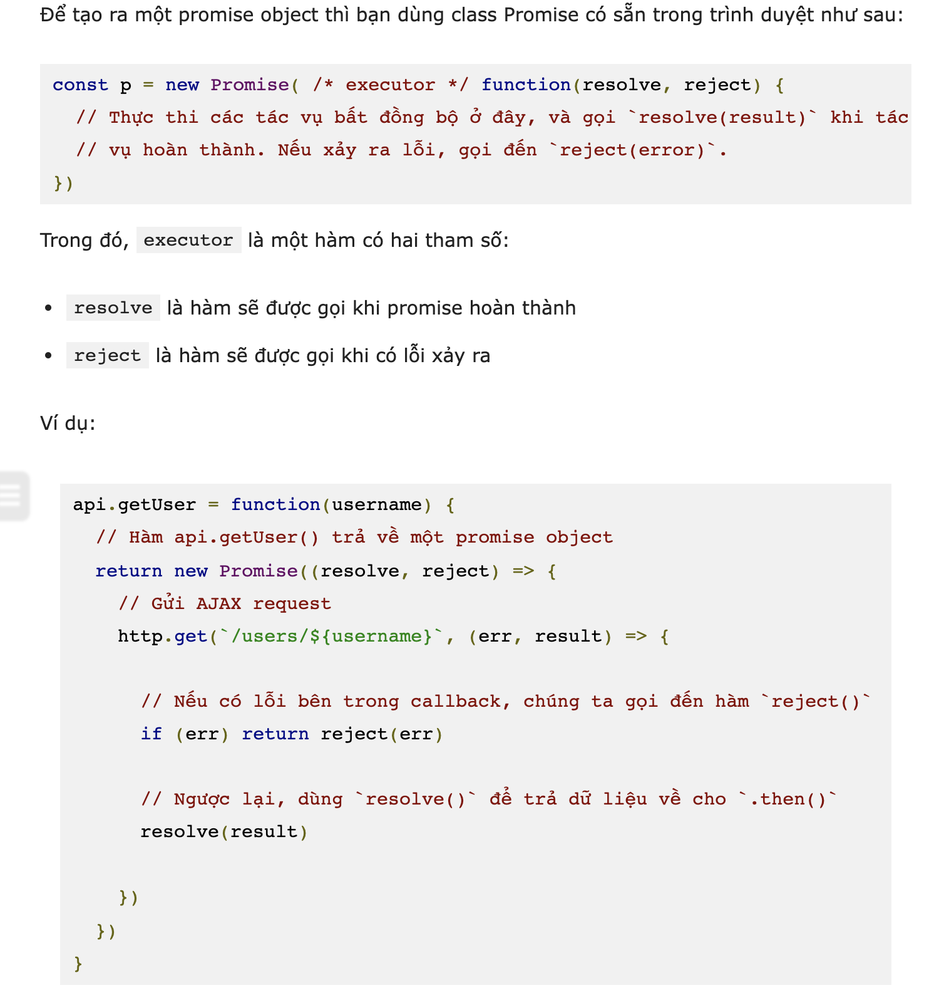 Để tạo ra một promise object thì bạn dùng class Promise có sẵn trong trình duyệt như sau:
const p = new Promise( /* executor */ function(resolve, reject) {
  // Thực thi các tác vụ bất đồng bộ ở đây, và gọi `resolve(result)` khi tác
  // vụ hoàn thành. Nếu xảy ra lỗi, gọi đến `reject(error)`.
})
Trong đó, executor là một hàm có hai tham số:
• resolve là hàm sẽ được gọi khi promise hoàn thành
• reject là hàm sẽ được gọi khi có lỗi xảy ra
Ví dụ:
api.getUser = function(username) {
  // Hàm api.getUser() trả về một promise object
  return new Promise((resolve, reject) => {
    // Gửi AJAX request
    http.get(`/users/${username}`, (err, result) => {
      // Nếu có lỗi bên trong callback, chúng ta gọi đến hàm `reject()`
      if (err) return reject(err)
      // Ngược lại, dùng `resolve()` để trả dữ liệu về cho `.then()`
      resolve(result)
    })
  })
}